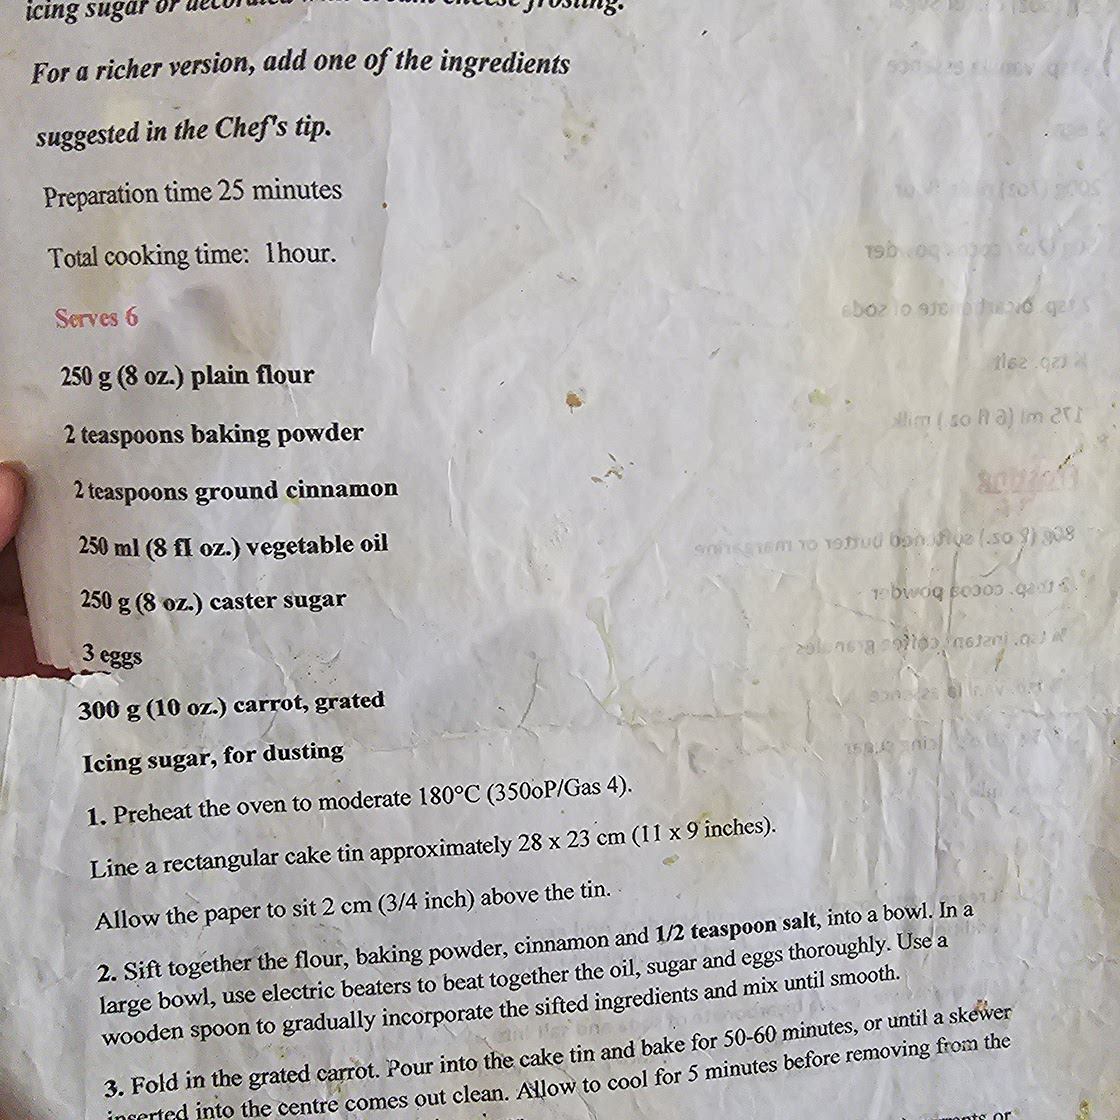 icing sugar or decorated cheese frosting.
For a richer version, add one of the ingredients
suggested in the Chef's tip.
Preparation time 25 minutes
Total cooking time: 1hour.
Serves 6
250 g (8 oz.) plain flour
2 teaspoons baking powder
2 teaspoons ground cinnamon
250 ml (8 fl oz.) vegetable oil
250 g (8 oz.) caster sugar
3 eggs
300 g (10 oz.) carrot, grated
Icing sugar, for dusting
1. Preheat the oven to moderate 180°C (350oP/Gas 4).
Line a rectangular cake tin approximately 28 x 23 cm (11 x 9 inches).
Allow the paper to sit 2 cm (3/4 inch) above the tin.
2. Sift together the flour, baking powder, cinnamon and 1/2 teaspoon salt, into a bowl. In a
large bowl, use electric beaters to beat together the oil, sugar and eggs thoroughly. Use a
wooden spoon to gradually incorporate the sifted ingredients and mix until smooth.
3. Fold in the grated carrot. Pour into the cake tin and bake for 50-60 minutes, or until a skewer
inserted into the centre comes out clean. Allow to cool for 5 minutes before removing from the